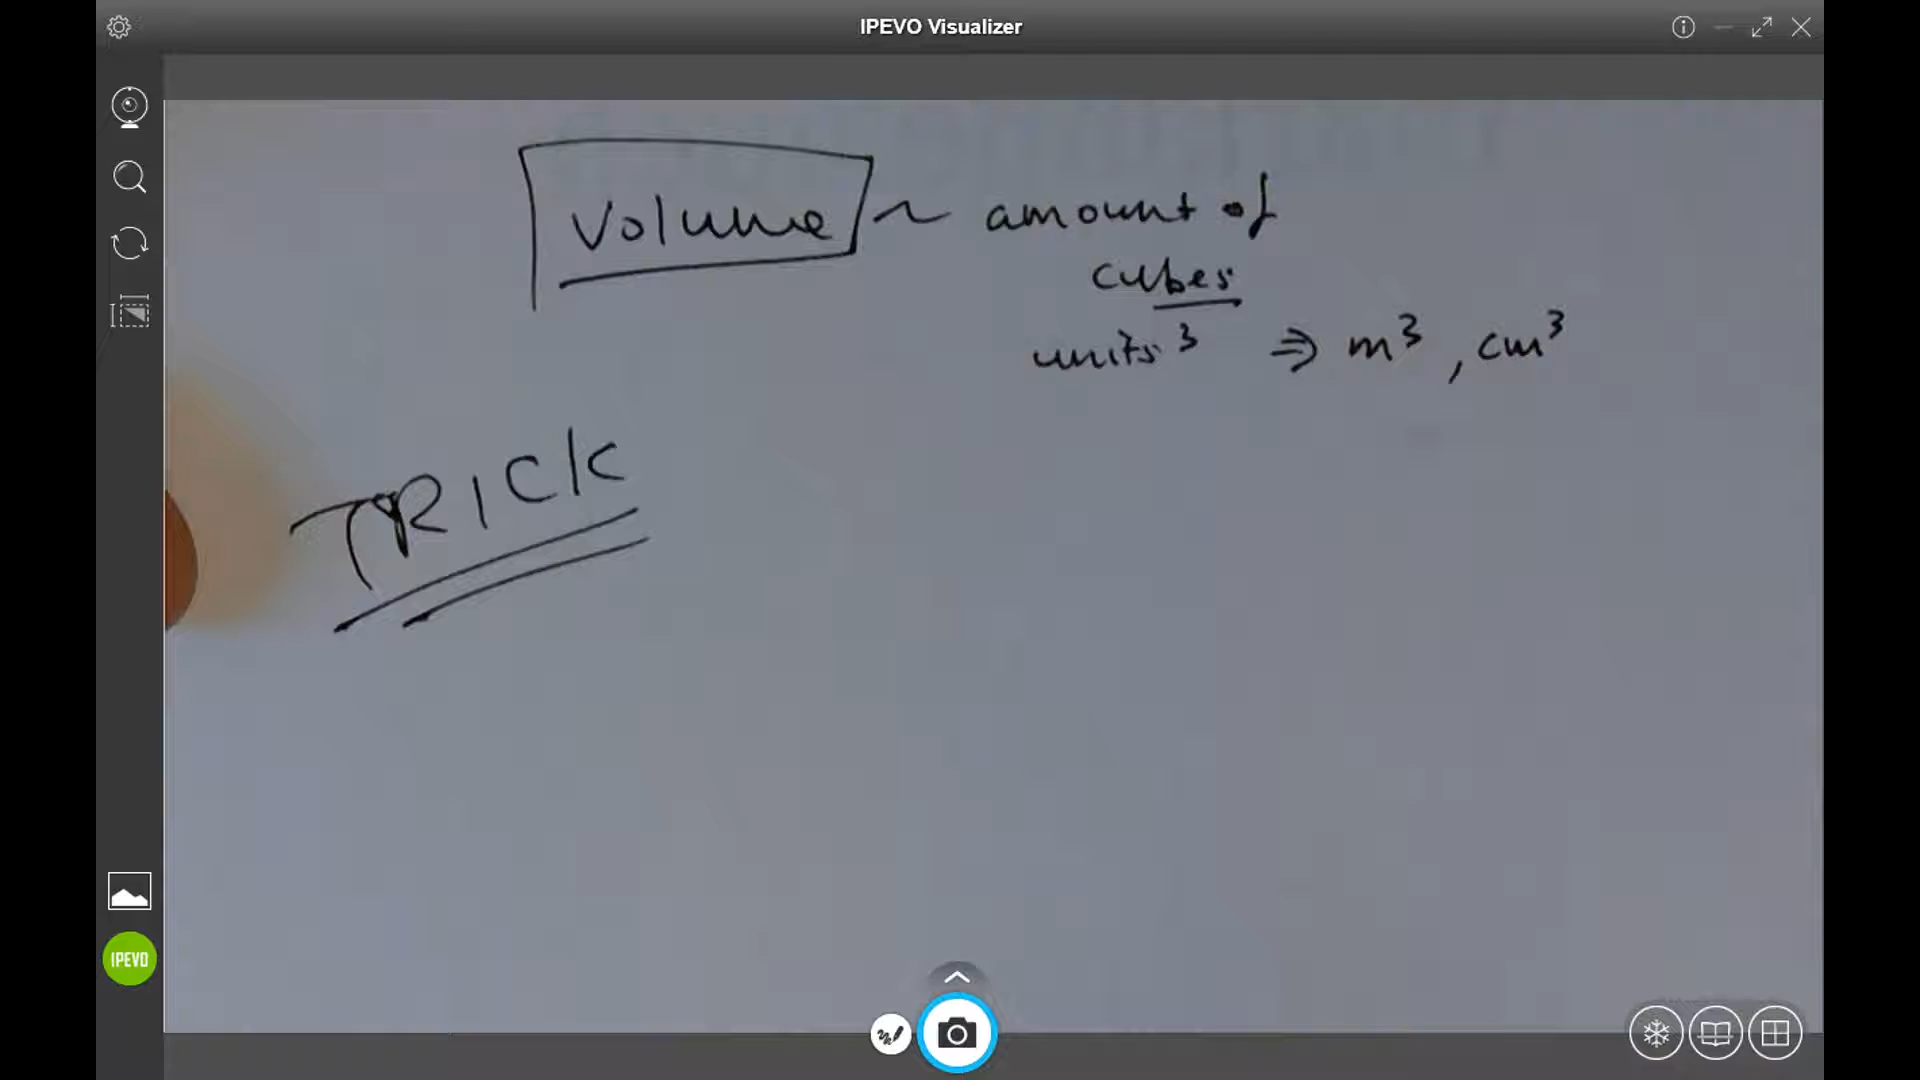 IPEVO Visualizer
Volume ~ amount of
cubes
units³ ⇒ m³, cm³
TRICK
IPEVO